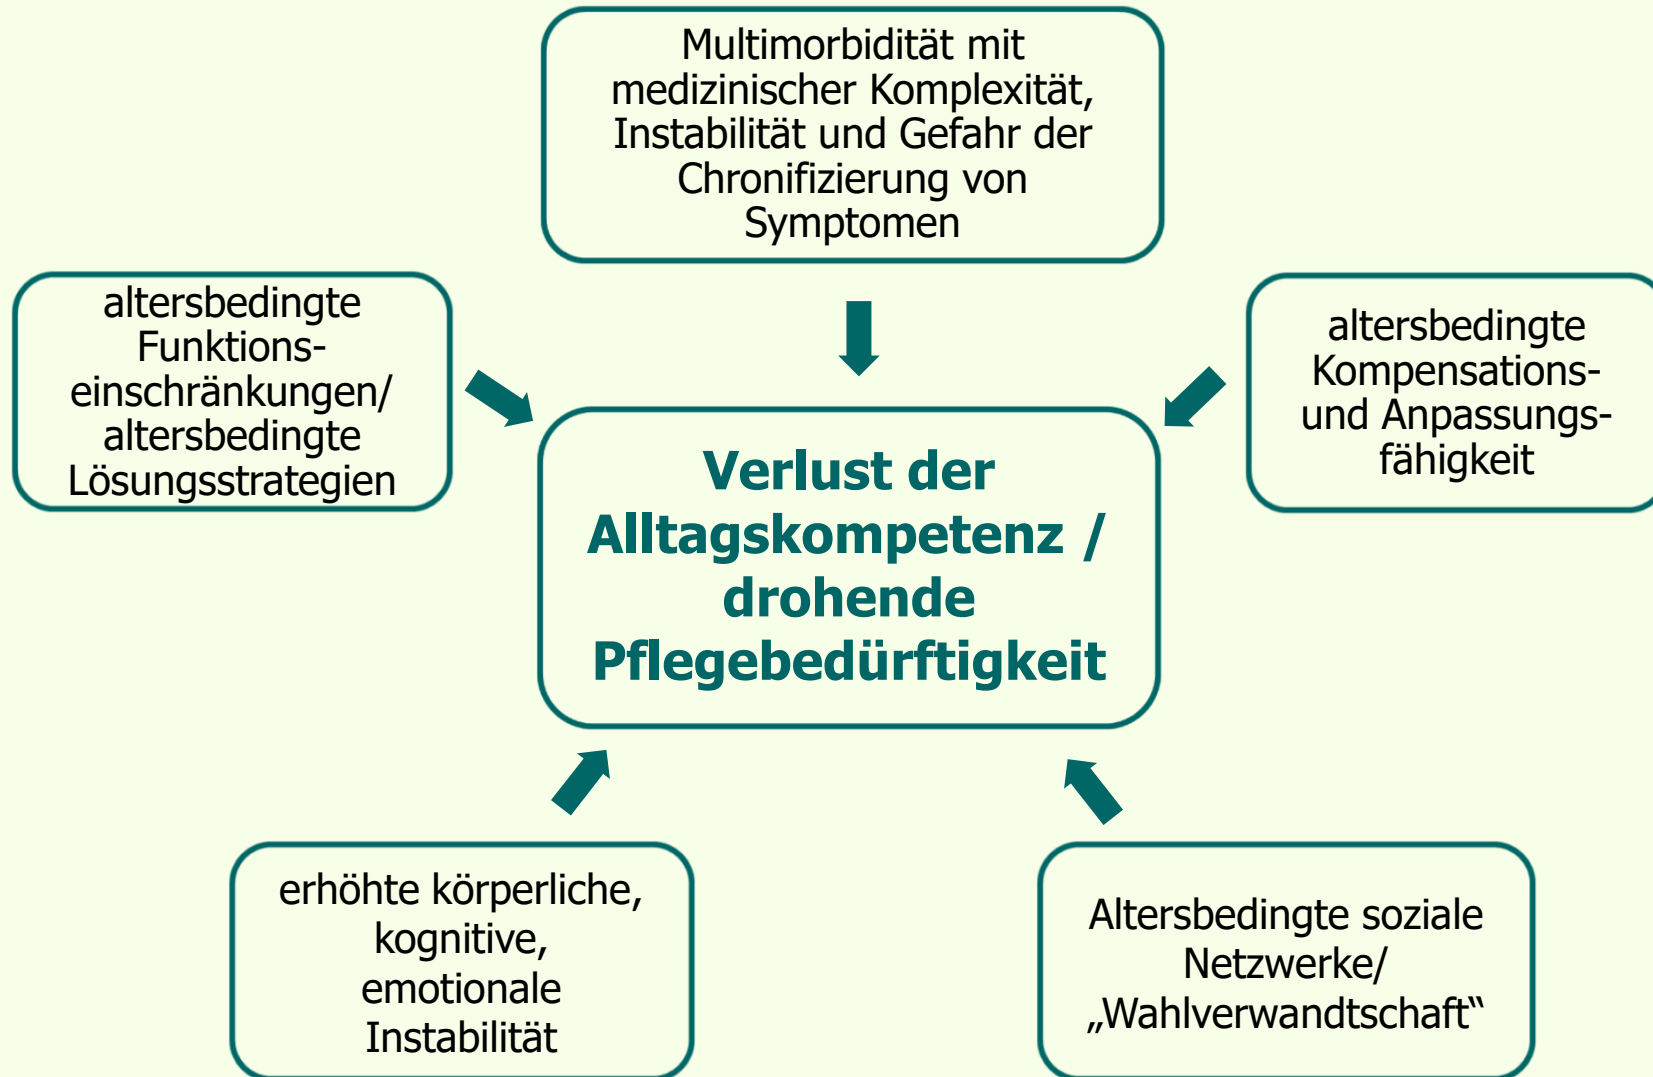 Multimorbidität mit
medizinischer Komplexität,
Instabilität und Gefahr der
Chronifizierung von
Symptomen
altersbedingte
Funktions-
einschränkungen/
altersbedingte
Lösungsstrategien
altersbedingte
Kompensations-
und Anpassungs-
fähigkeit
Verlust der
Alltagskompetenz /
drohende
Pflegebedürftigkeit
erhöhte körperliche,
kognitive,
emotionale
Instabilität
Altersbedingte soziale
Netzwerke/
„Wahlverwandtschaft“